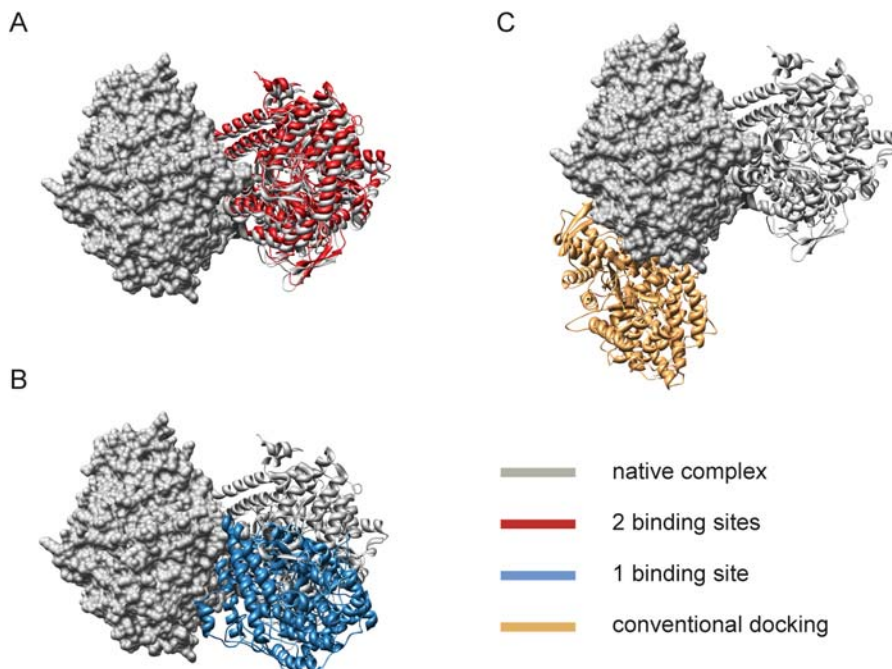 A
C
B
native complex
2 binding sites
1 binding site
conventional docking